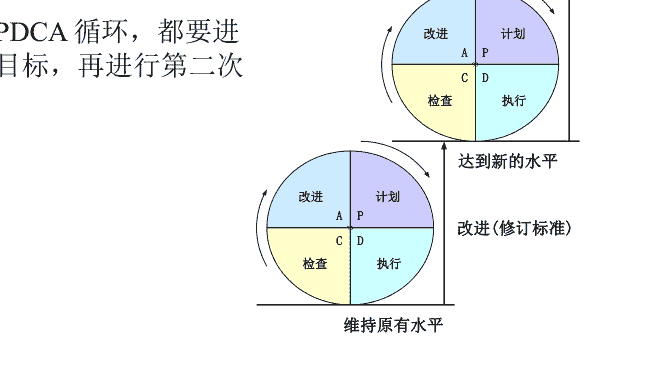 PDCA 循环，都要进
目标，再进行第二次
改进
计划
A
P
C
D
检查
执行
达到新的水平
改进
计划
A
P
改进(修订标准)
C
D
检查
执行
维持原有水平